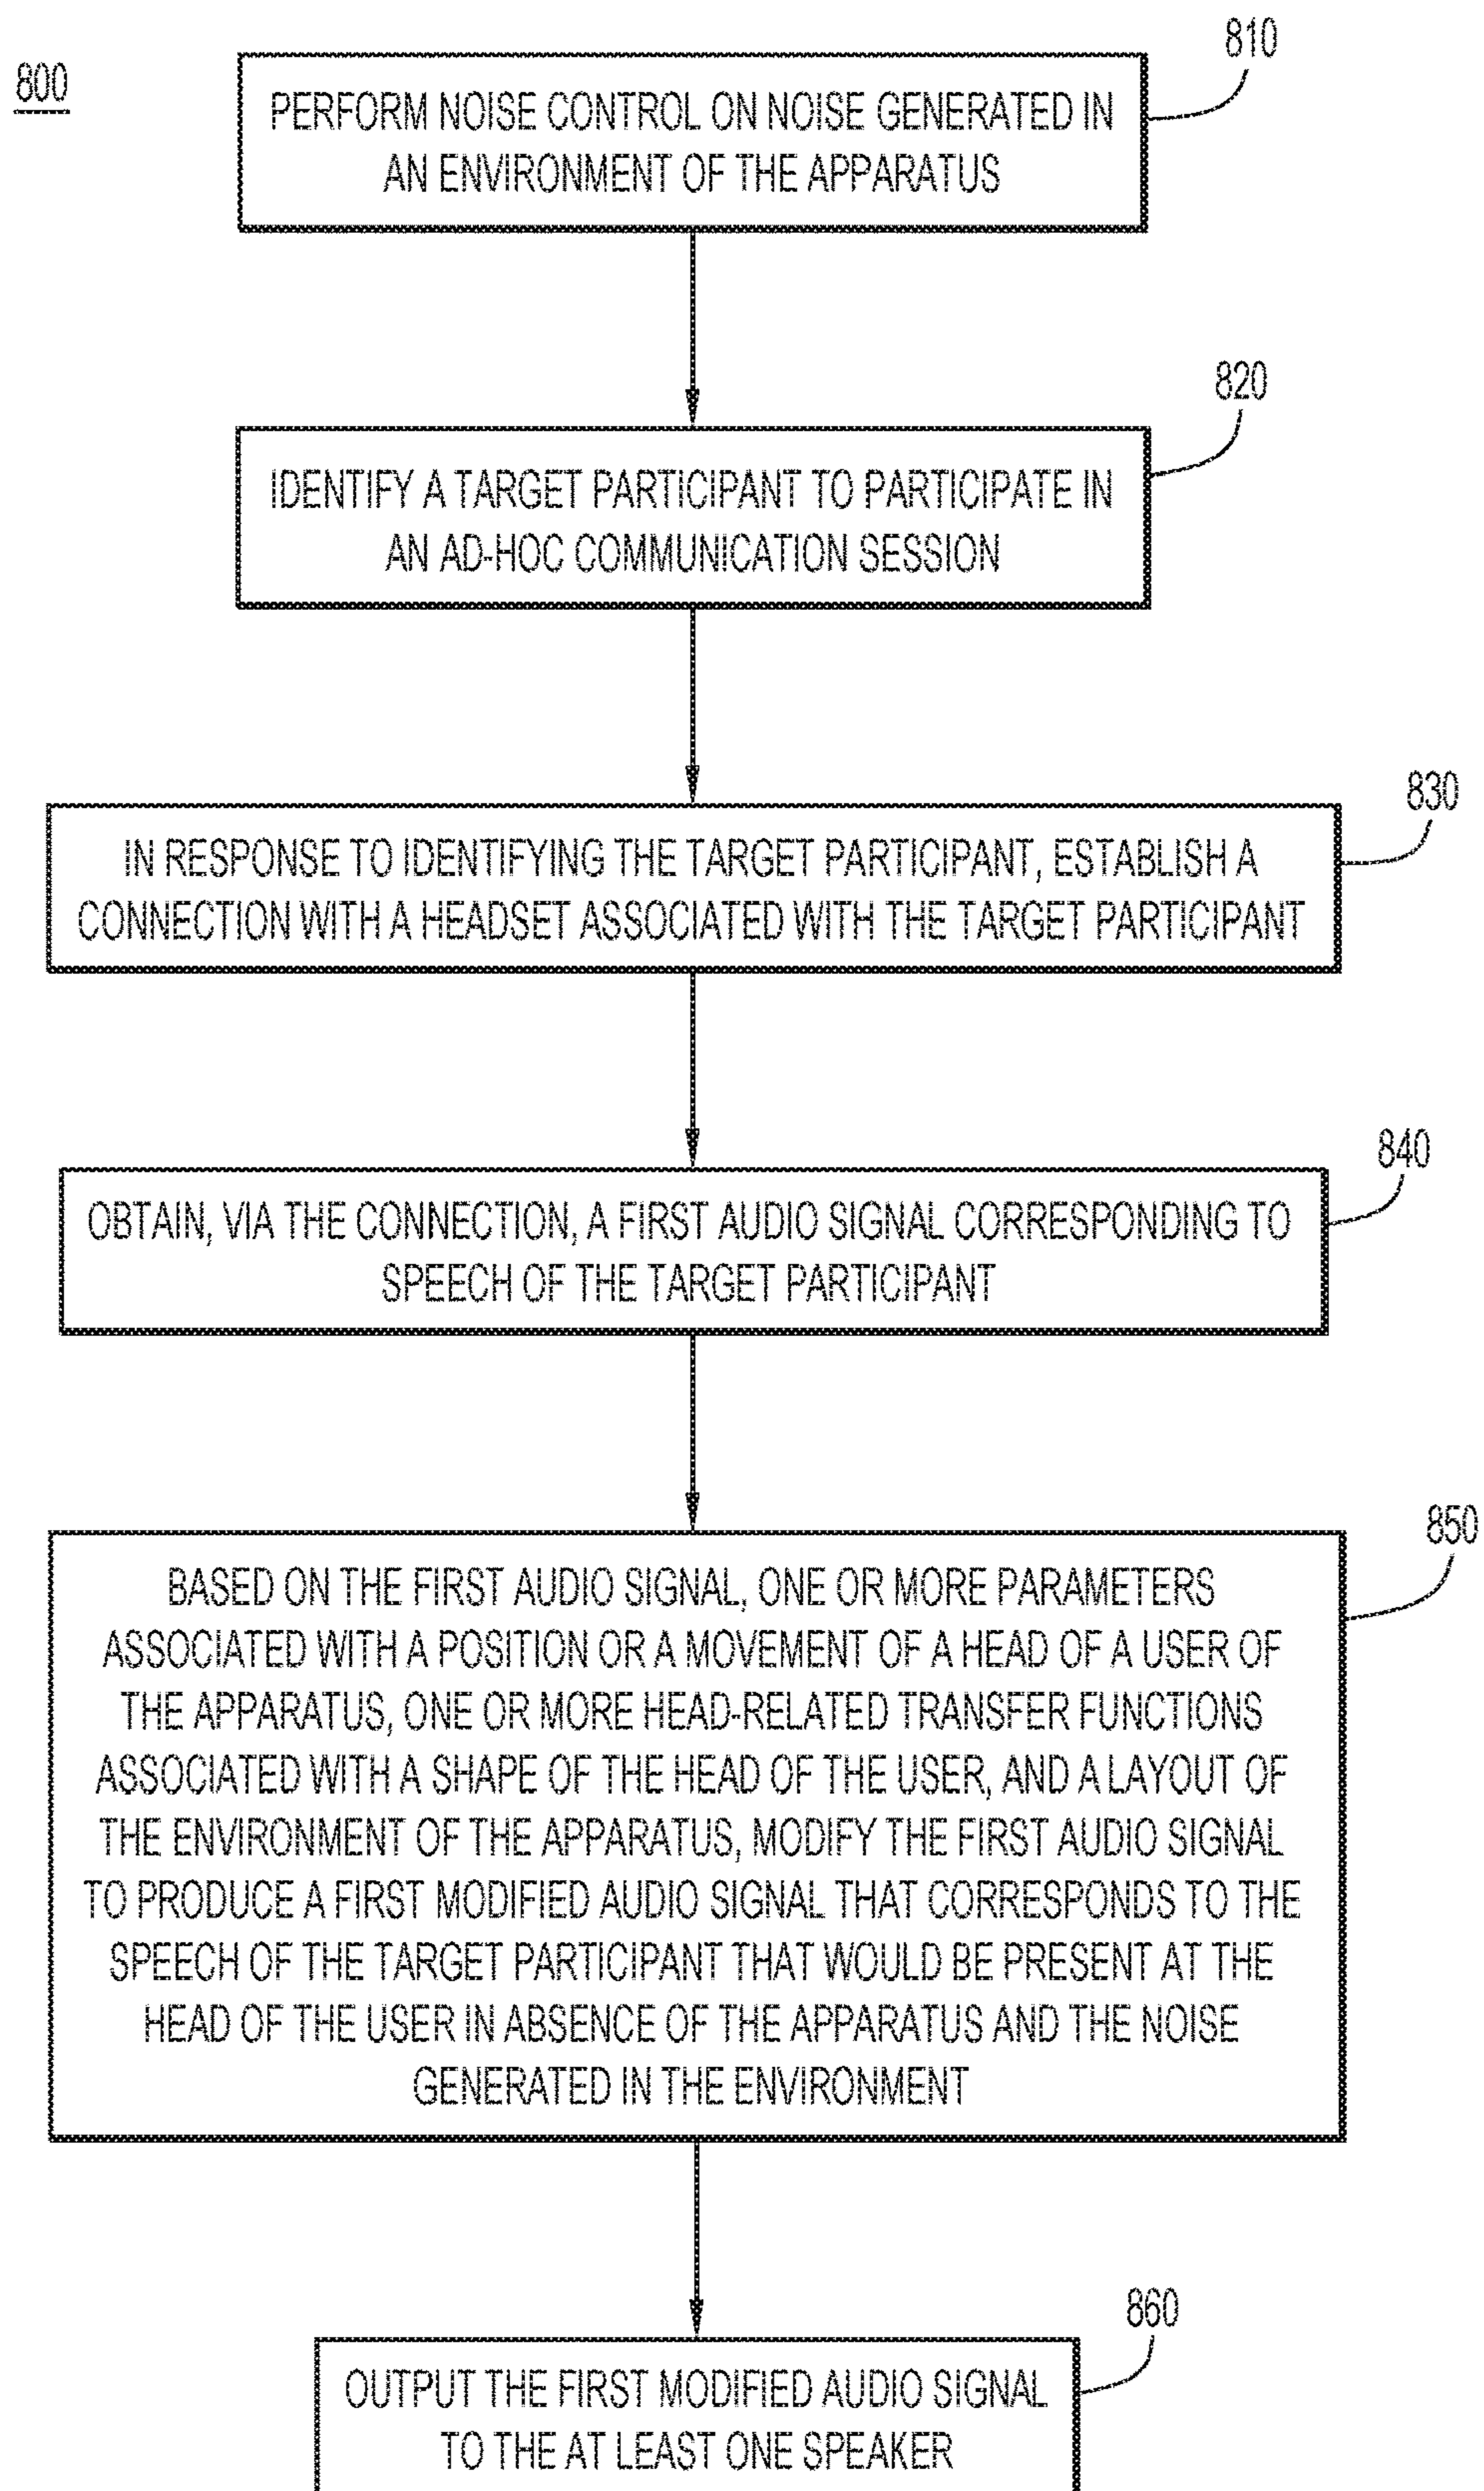 800
810
PERFORM NOISE CONTROL ON NOISE GENERATED IN
AN ENVIRONMENT OF THE APPARATUS
820
IDENTIFY A TARGET PARTICIPANT TO PARTICIPATE IN
AN AD-HOC COMMUNICATION SESSION
830
IN RESPONSE TO IDENTIFYING THE TARGET PARTICIPANT, ESTABLISH A
CONNECTION WITH A HEADSET ASSOCIATED WITH THE TARGET PARTICIPANT
840
OBTAIN, VIA THE CONNECTION, A FIRST AUDIO SIGNAL CORRESPONDING TO
SPEECH OF THE TARGET PARTICIPANT
850
BASED ON THE FIRST AUDIO SIGNAL, ONE OR MORE PARAMETERS
ASSOCIATED WITH A POSITION OR A MOVEMENT OF A HEAD OF A USER OF
THE APPARATUS, ONE OR MORE HEAD-RELATED TRANSFER FUNCTIONS
ASSOCIATED WITH A SHAPE OF THE HEAD OF THE USER, AND A LAYOUT OF
THE ENVIRONMENT OF THE APPARATUS, MODIFY THE FIRST AUDIO SIGNAL
TO PRODUCE A FIRST MODIFIED AUDIO SIGNAL THAT CORRESPONDS TO THE
SPEECH OF THE TARGET PARTICIPANT THAT WOULD BE PRESENT AT THE
HEAD OF THE USER IN ABSENCE OF THE APPARATUS AND THE NOISE
GENERATED IN THE ENVIRONMENT
860
OUTPUT THE FIRST MODIFIED AUDIO SIGNAL
TO THE AT LEAST ONE SPEAKER